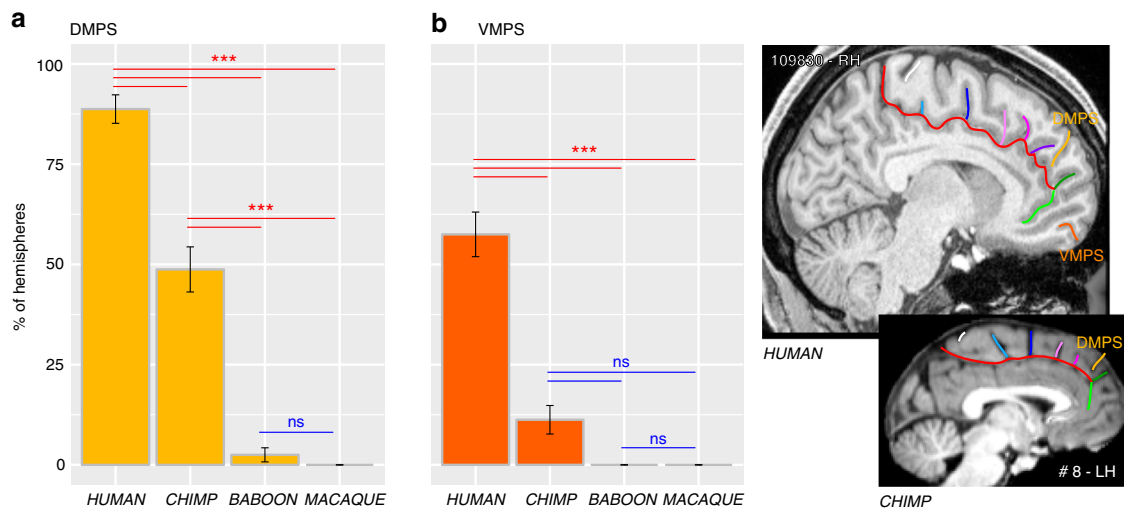 a
DMPS
% of hemispheres
100
75
50
25
0
***
***
ns
HUMAN CHIMP BABOON MACAQUE
b
VMPS
***
ns
ns
HUMAN CHIMP BABOON MACAQUE
109830 - RH
DMPS
VMPS
HUMAN
DMPS
# 8 - LH
CHIMP